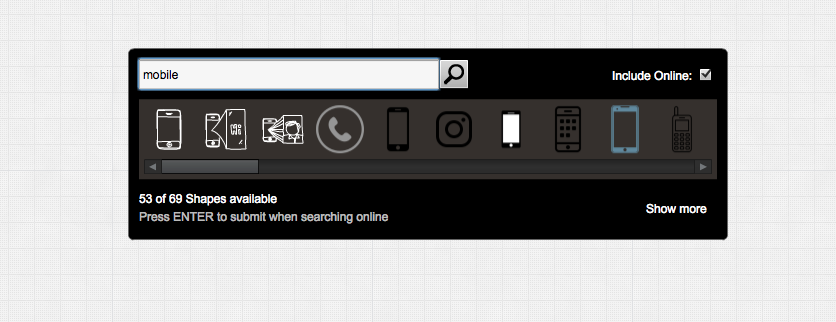 mobile
Include Online:
53 of 69 Shapes available
Press ENTER to submit when searching online
Show more